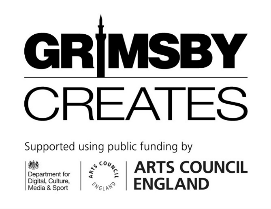 GRIMSBY
CREATES
Supported using public funding by
Department for
Digital, Culture,
Media & Sport
ARTS COUNCIL
ENGLAND
ARTS COUNCIL
ENGLAND